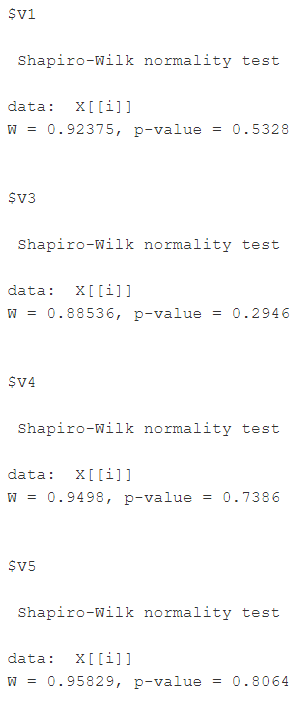 $V1
Shapiro-Wilk normality test
data:  X[[i]]
W = 0.92375, p-value = 0.5328
$V3
Shapiro-Wilk normality test
data:  X[[i]]
W = 0.88536, p-value = 0.2946
$V4
Shapiro-Wilk normality test
data:  X[[i]]
W = 0.9498, p-value = 0.7386
$V5
Shapiro-Wilk normality test
data:  X[[i]]
W = 0.95829, p-value = 0.8064